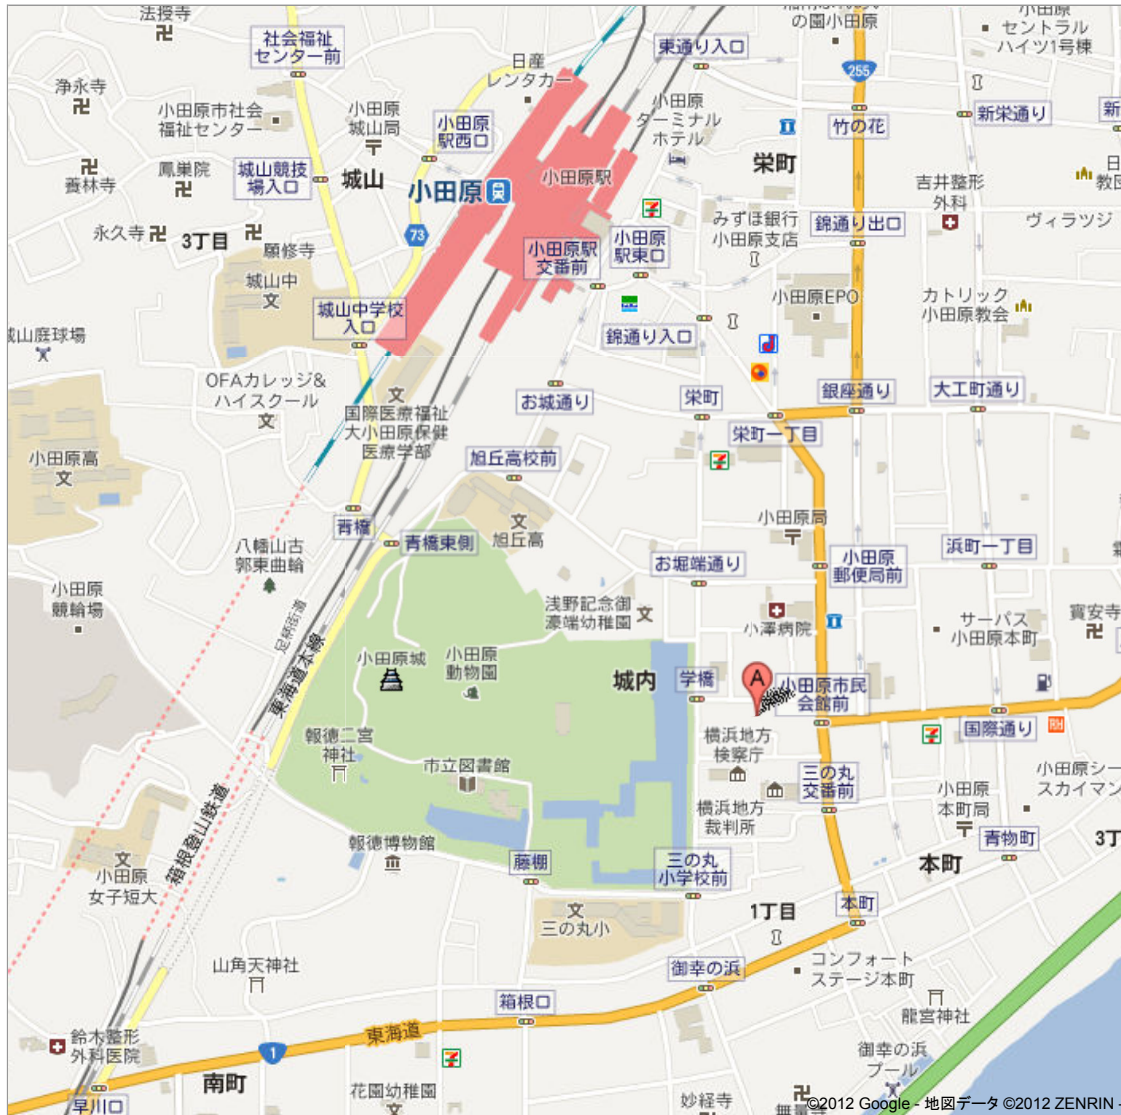 法授寺
の園小田原
小田原
セントラル
ハイツ1号棟
社会福祉
センター前
日産
レンタカー
東通り入口
255
浄永寺
小田原市社会
福祉センター
小田原
城山局
小田原
駅西口
小田原
ターミナル
ホテル
竹の花
新栄通り
新
養林寺
鳳巣院
城山競技
場入口
城山
小田原
小田原駅
栄町
吉井整形
外科
日
教団
永久寺
3丁目
願修寺
73
小田原駅
交番前
小田原
駅東口
みずほ銀行
小田原支店
錦通り出口
ヴィラツジ
城山中
城山中学校
入口
小田原EPO
カトリック
小田原教会
城山庭球場
錦通り入口
OFAカレッジ&
ハイスクール
国際医療福祉
大小田原保健
医療学部
お城通り
栄町
銀座通り
大工町通り
栄町一丁目
小田原高
旭丘高校前
青橋
旭丘高
小田原局
青橋東側
お堀端通り
小田原
郵便局前
浜町一丁目
八幡山古
郭東曲輪
小田原
競輪場
足柄街道
浅野記念御
濠端幼稚園
小澤病院
サーパス
小田原本町
寳安寺
東海道本線
小田原城
小田原
動物園
城内
学橋
A
小田原市民
会館前
国際通り
報徳二宮
神社
市立図書館
横浜地方
検察庁
三の丸
交番前
小田原
本町局
小田原シー
スカイマン
箱根登山鉄道
横浜地方
裁判所
報徳博物館
藤棚
三の丸
小学校前
青物町
3丁
小田原
女子短大
本町
三の丸小
1丁目
本町
山角天神社
御幸の浜
コンフォート
ステージ本町
箱根口
龍宮神社
鈴木整形
外科医院
1
東海道
御幸の浜
プール
南町
花園幼稚園
早川口
妙経寺
無量寺
©2012 Google - 地図データ ©2012 ZENRIN -